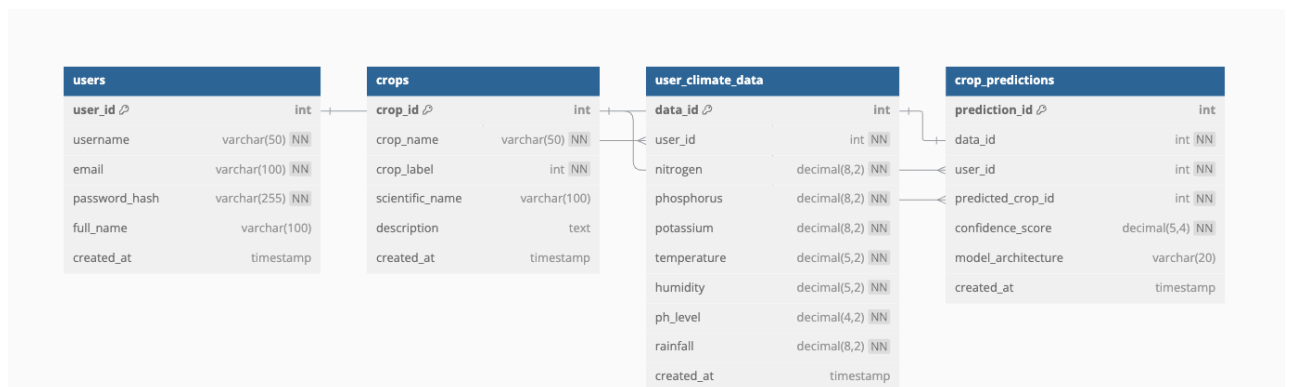 users
user_id int
username varchar(50) NN
email varchar(100) NN
password_hash varchar(255) NN
full_name varchar(100)
created_at timestamp
crops
crop_id int
crop_name varchar(50) NN
crop_label int NN
scientific_name varchar(100)
description text
created_at timestamp
user_climate_data
data_id int
user_id int NN
nitrogen decimal(8,2) NN
phosphorus decimal(8,2) NN
potassium decimal(8,2) NN
temperature decimal(5,2) NN
humidity decimal(5,2) NN
ph_level decimal(4,2) NN
rainfall decimal(8,2) NN
created_at timestamp
crop_predictions
prediction_id int
data_id int NN
user_id int NN
predicted_crop_id int NN
confidence_score decimal(5,4) NN
model_architecture varchar(20)
created_at timestamp